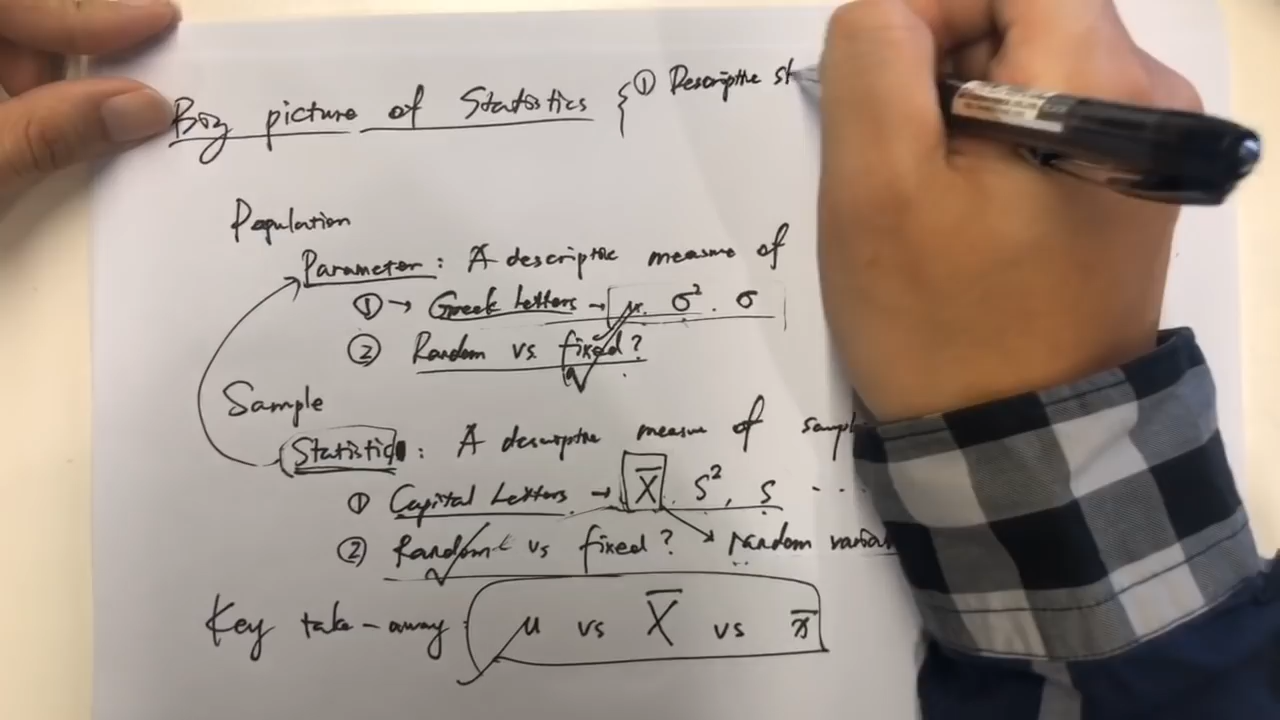 Big picture of Statistics { ① Descriptive st
Population
Parameter : A descriptive measure of
① → Greek Letters → μ, σ², σ
② Random vs fixed?
Sample
Statistic : A descriptive measure of sampl
① Capital Letters → X̅, S², S ...
② Random vs fixed? → random varia
Key take-away : μ vs X̅ vs x̅